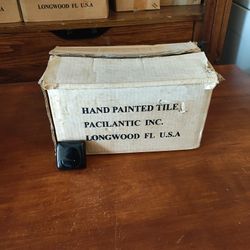 LONGWOOD FL U.S.A
HAND PAINTED TILE
PACILANTIC INC.
LONGWOOD FL U.S.A